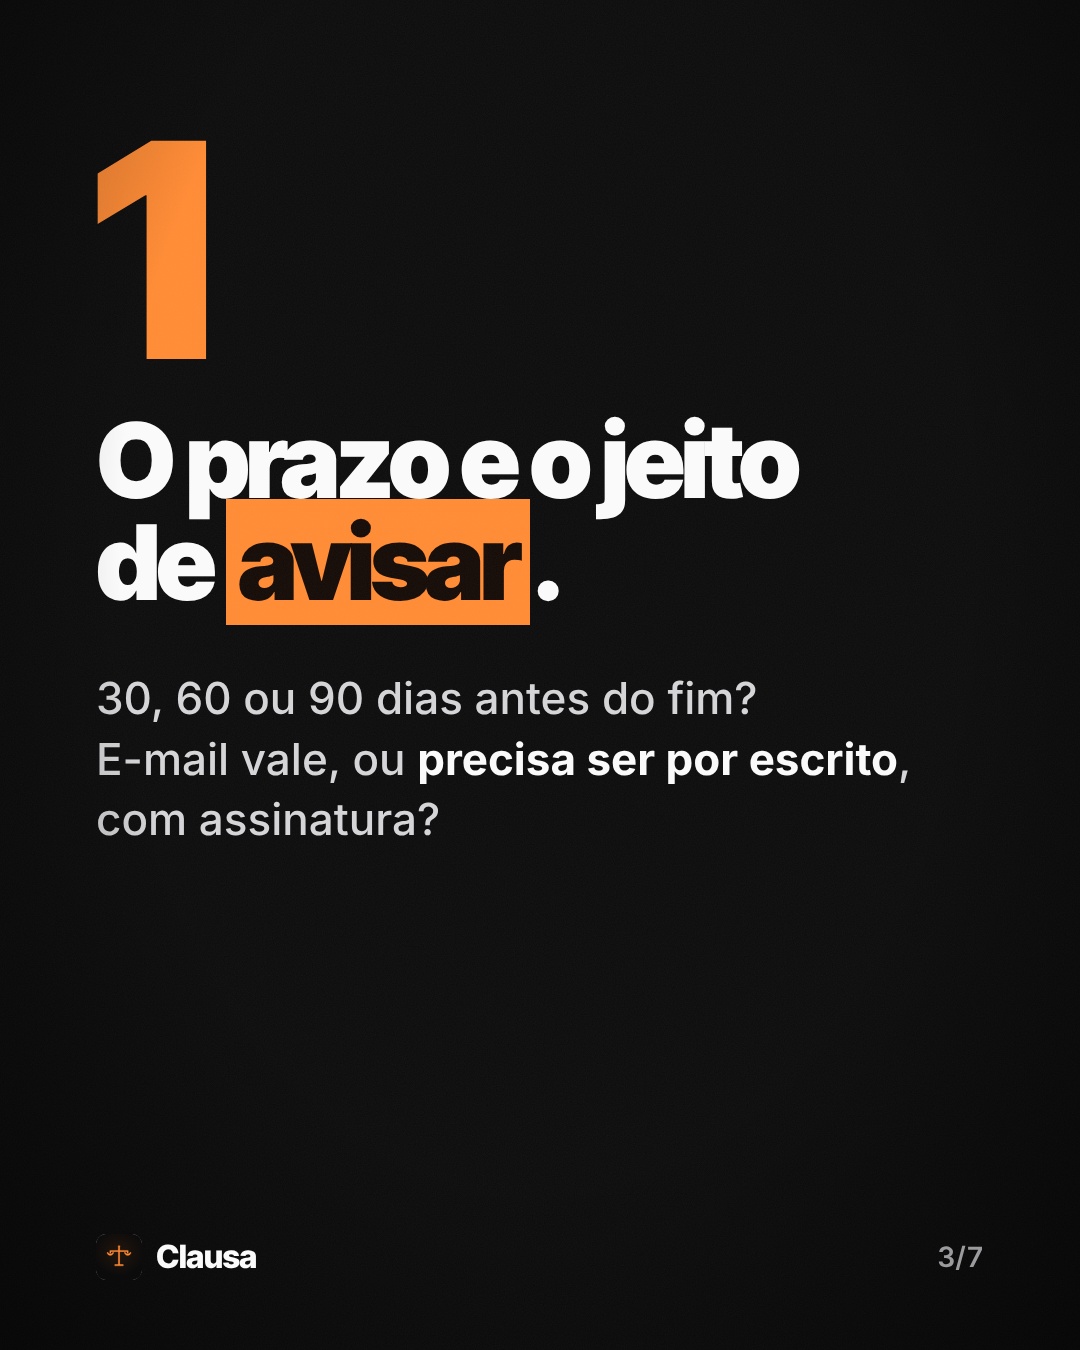 1
O prazo e o jeito
de avisar.
30, 60 ou 90 dias antes do fim?
E-mail vale, ou precisa ser por escrito,
com assinatura?
Clausa
3/7